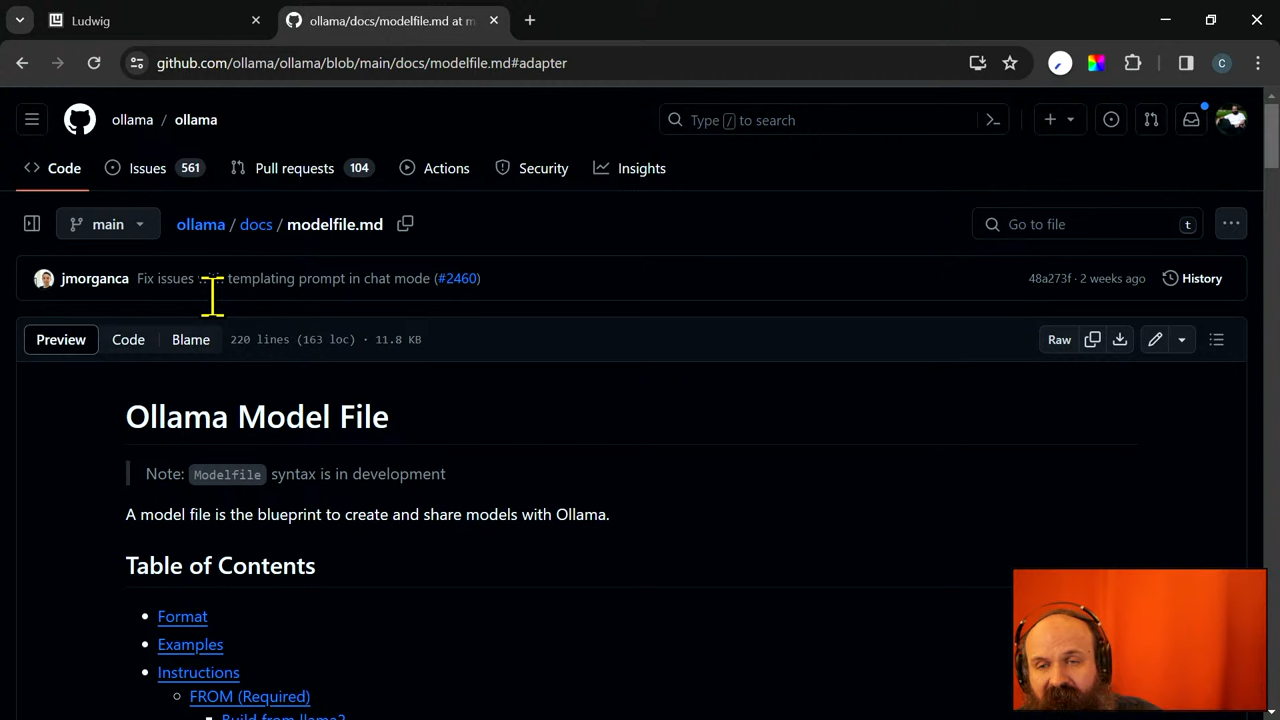 Ludwig
ollama/docs/modelfile.md at m
github.com/ollama/ollama/blob/main/docs/modelfile.md#adapter
C
ollama / ollama
Type / to search
Code
Issues 561
Pull requests 104
Actions
Security
Insights
main
ollama / docs / modelfile.md
Go to file t
jmorganca Fix issues templating prompt in chat mode (#2460)
48a273f · 2 weeks ago
History
Preview
Code
Blame
220 lines (163 loc) · 11.8 KB
Raw
Ollama Model File
Note: Modelfile syntax is in development
A model file is the blueprint to create and share models with Ollama.
Table of Contents
Format
Examples
Instructions
FROM (Required)
Build from llama2